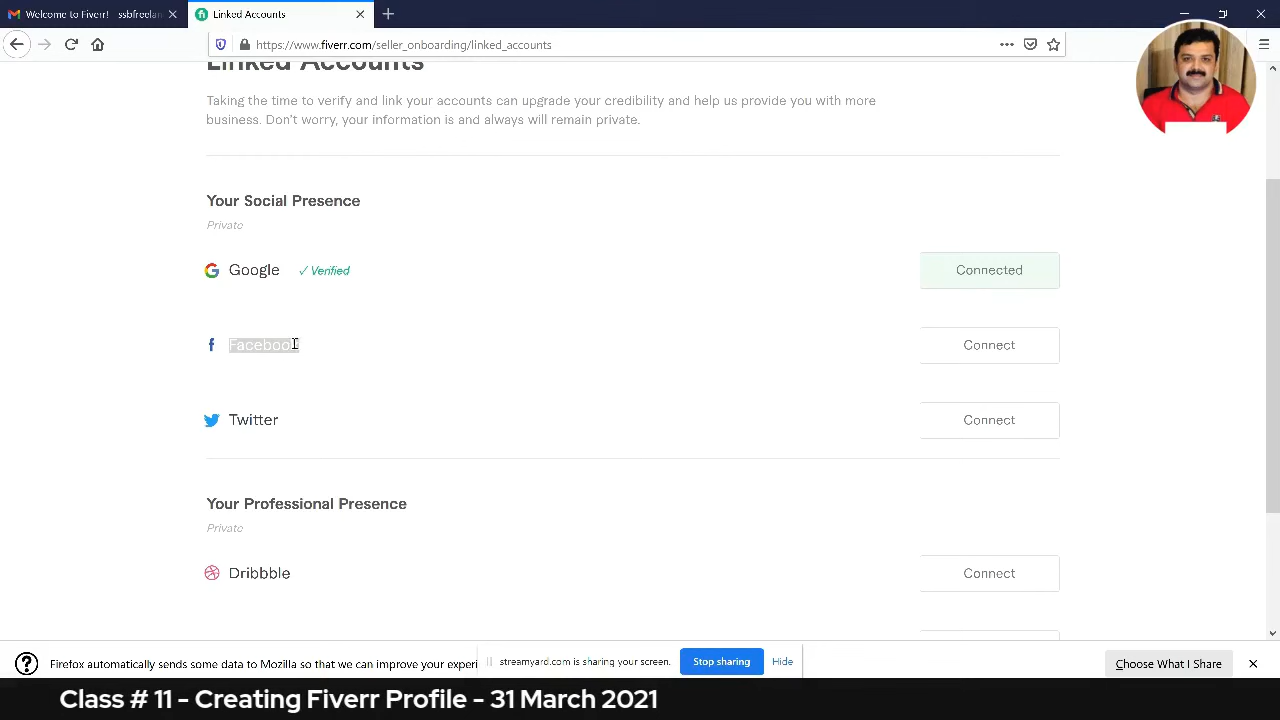 Welcome to Fiverr! - ssbfreelan
Linked Accounts
https://www.fiverr.com/seller_onboarding/linked_accounts
Linked Accounts
Taking the time to verify and link your accounts can upgrade your credibility and help us provide you with more
business. Don't worry, your information is and always will remain private.
Your Social Presence
Private
Google ✓ Verified Connected
Facebook Connect
Twitter Connect
Your Professional Presence
Private
Dribbble Connect
Firefox automatically sends some data to Mozilla so that we can improve your exper
streamyard.com is sharing your screen. Stop sharing Hide
Choose What I Share
Class # 11 - Creating Fiverr Profile - 31 March 2021